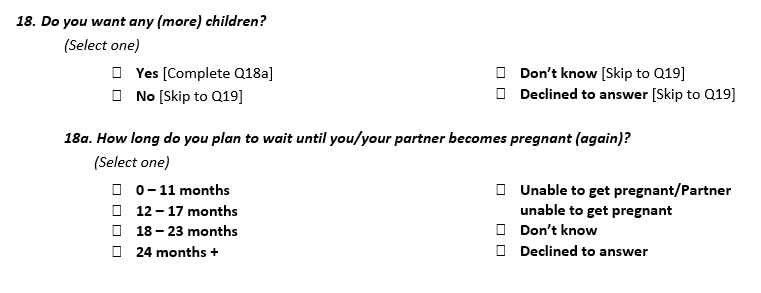 18. Do you want any (more) children?
(Select one)
☐ Yes [Complete Q18a]
☐ No [Skip to Q19]
☐ Don't know [Skip to Q19]
☐ Declined to answer [Skip to Q19]
18a. How long do you plan to wait until you/your partner becomes pregnant (again)?
(Select one)
☐ 0 – 11 months
☐ 12 – 17 months
☐ 18 – 23 months
☐ 24 months +
☐ Unable to get pregnant/Partner
unable to get pregnant
☐ Don't know
☐ Declined to answer